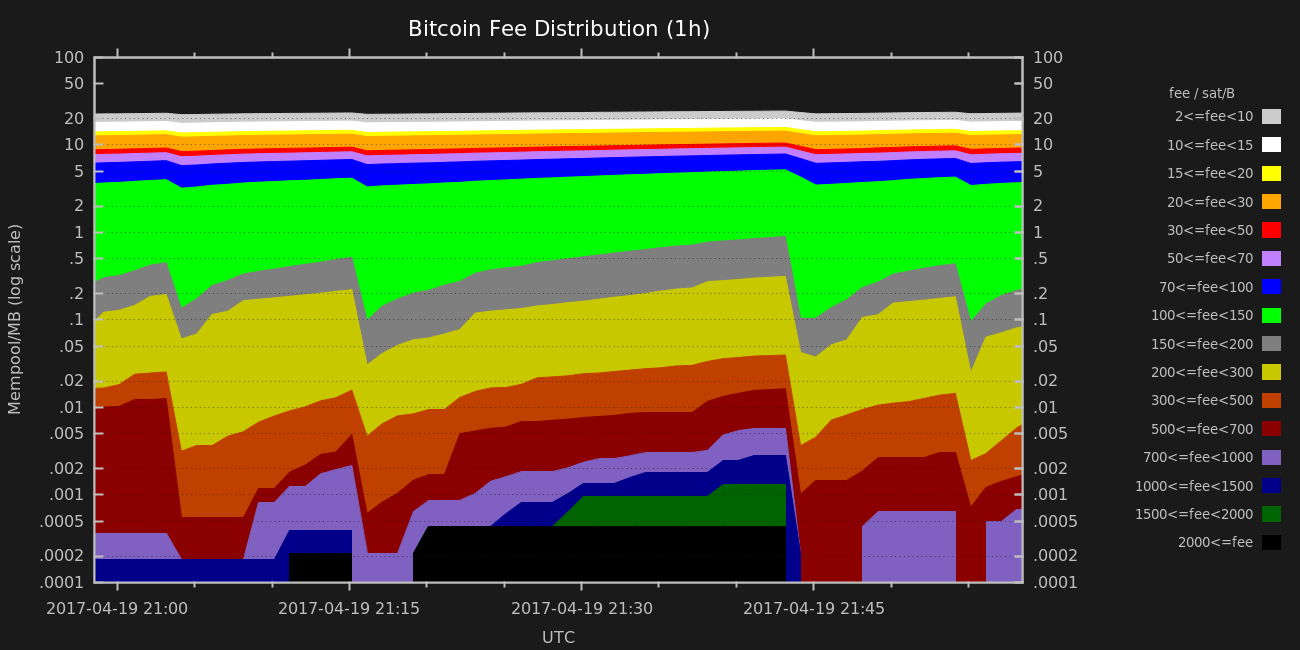 Bitcoin Fee Distribution (1h)
100 100
50 50
20 20
10 10
5 5
2 2
1 1
.5 .5
.2 .2
.1 .1
.05 .05
.02 .02
.01 .01
.005 .005
.002 .002
.001 .001
.0005 .0005
.0002 .0002
.0001 .0001
Mempool/MB (log scale)
2017-04-19 21:00 2017-04-19 21:15 2017-04-19 21:30 2017-04-19 21:45
UTC
fee / sat/B
2<=fee<10
10<=fee<15
15<=fee<20
20<=fee<30
30<=fee<50
50<=fee<70
70<=fee<100
100<=fee<150
150<=fee<200
200<=fee<300
300<=fee<500
500<=fee<700
700<=fee<1000
1000<=fee<1500
1500<=fee<2000
2000<=fee